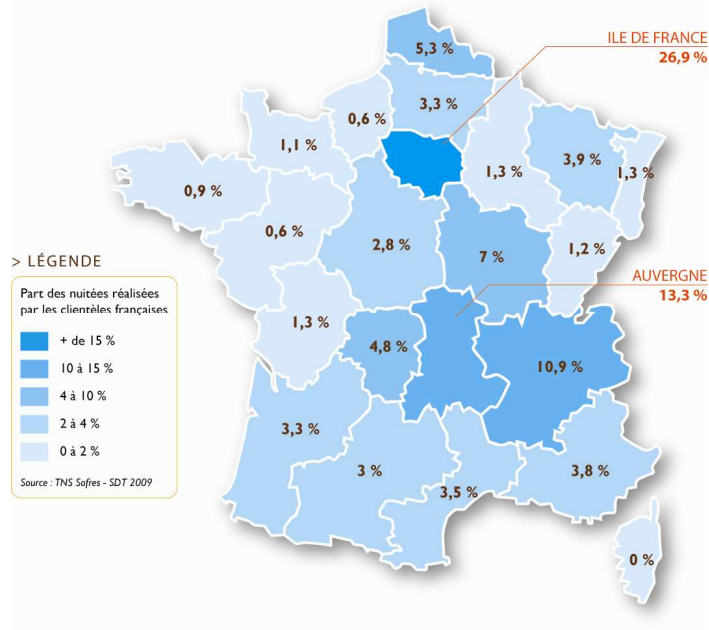 5,3 %
ILE DE FRANCE
26,9 %
3,3 %
0,6 %
1,1 %
3,9 %
1,3 %
1,3 %
0,9 %
0,6 %
2,8 %
7 %
1,2 %
> LÉGENDE
AUVERGNE
13,3 %
Part des nuitées réalisées
par les clientèles françaises
+ de 15 %
10 à 15 %
4 à 10 %
2 à 4 %
0 à 2 %
Source : TNS Sofres - SDT 2009
1,3 %
4,8 %
10,9 %
3,3 %
3 %
3,5 %
3,8 %
0 %